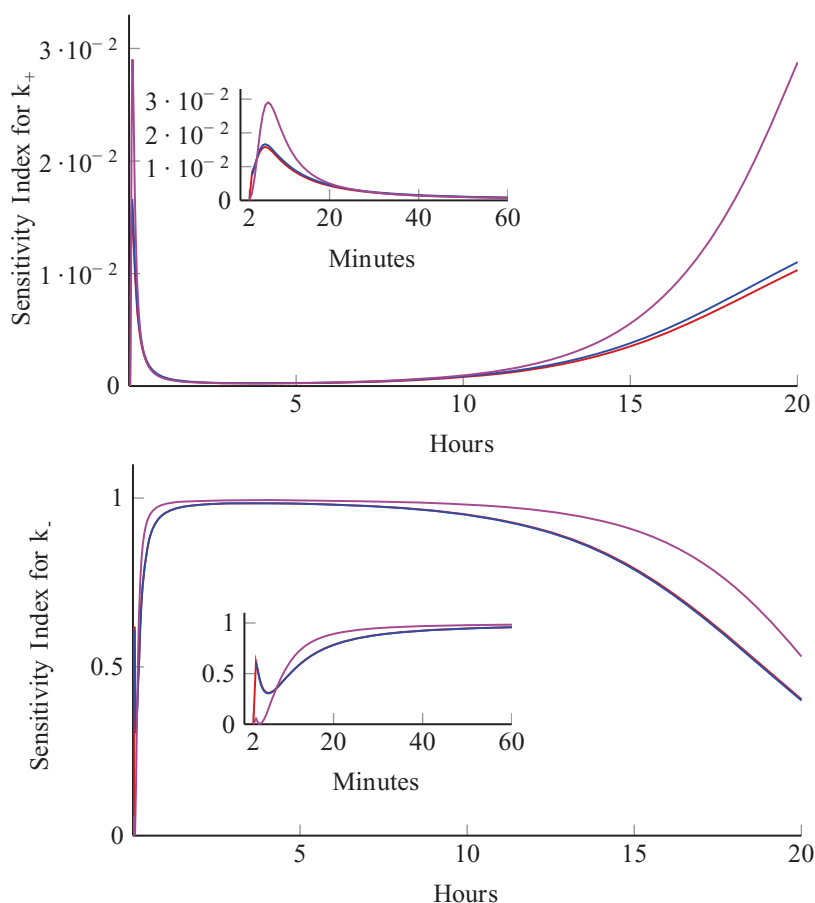 Sensitivity Index for k₊
3 · 10⁻²
2 · 10⁻²
1 · 10⁻²
0
3 · 10⁻²
2 · 10⁻²
1 · 10⁻²
0
2 20 40 60
Minutes
5 10 15 20
Hours
Sensitivity Index for k₋
1
0.5
0
1
0.5
0
2 20 40 60
Minutes
5 10 15 20
Hours